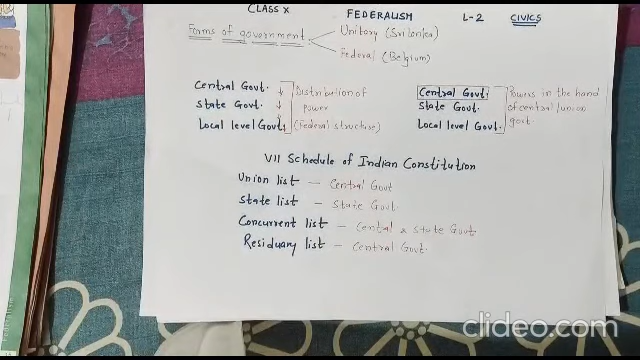 CLASS X FEDERALISM L-2 CIVICS
Forms of government Unitary (Sri lanica)
Federal (Belgium)
Central Govt.
State Govt.
Local level Govt.
Distribution of
power
(Federal structure)
Central Govt.
State Govt.
Local level Govt.
Powers in the hand
of central/union
govt.
VII Schedule of Indian Constitution
Union list - Central Govt
State list - State Govt
Concurrent list - Central & State Govt
Residuary list - Central Govt.
clideo.com